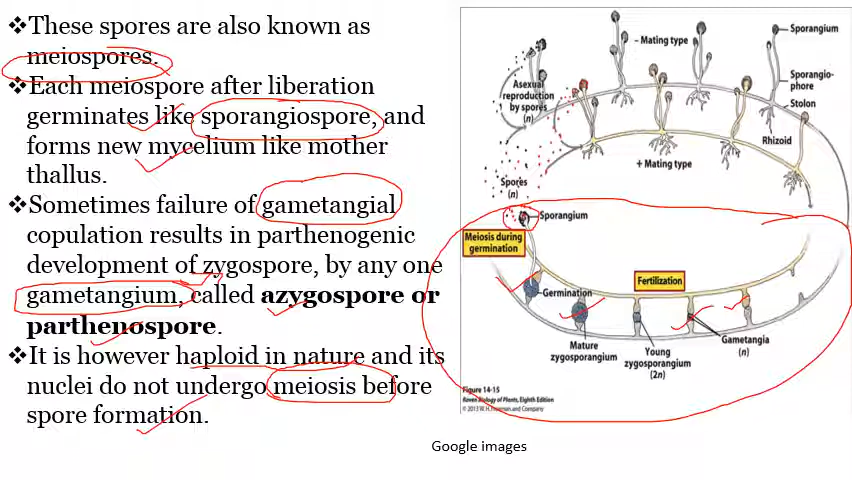 ❖These spores are also known as
meiospores.
❖Each meiospore after liberation
germinates like sporangiospore, and
forms new mycelium like mother
thallus.
❖Sometimes failure of gametangial
copulation results in parthenogenic
development of zygospore, by any one
gametangium, called azygospore or
parthenospore.
❖It is however haploid in nature and its
nuclei do not undergo meiosis before
spore formation.
– Mating type
Sporangium
Asexual
reproduction
by spores (n)
Sporangio-
phore
Stolon
Rhizoid
+ Mating type
Spores
(n)
Sporangium
Meiosis during
germination
Fertilization
Germination
Mature
zygosporangium
Young
zygosporangium
(2n)
Gametangia
(n)
Figure 14-15
Raven Biology of Plants, Eighth Edition
© 2013 W. H. Freeman and Company
Google images